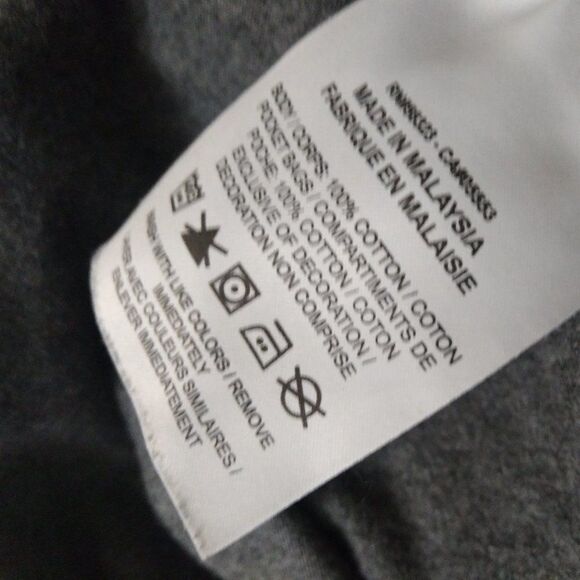 MADE IN MALAYSIA
FABRIQUE EN MALAISIE
BODY / CORPS: 100% COTTON / COTON
POCKET BAGS / COMPARTIMENTS DE
POCHE: 100% COTTON / COTON
EXCLUSIVE OF DECORATION /
DECORATION NON COMPRISE
WASH WITH LIKE COLORS / REMOVE
IMMEDIATELY
AVEC COULEURS SIMILAIRES /
ENLEVER IMMEDIATEMENT